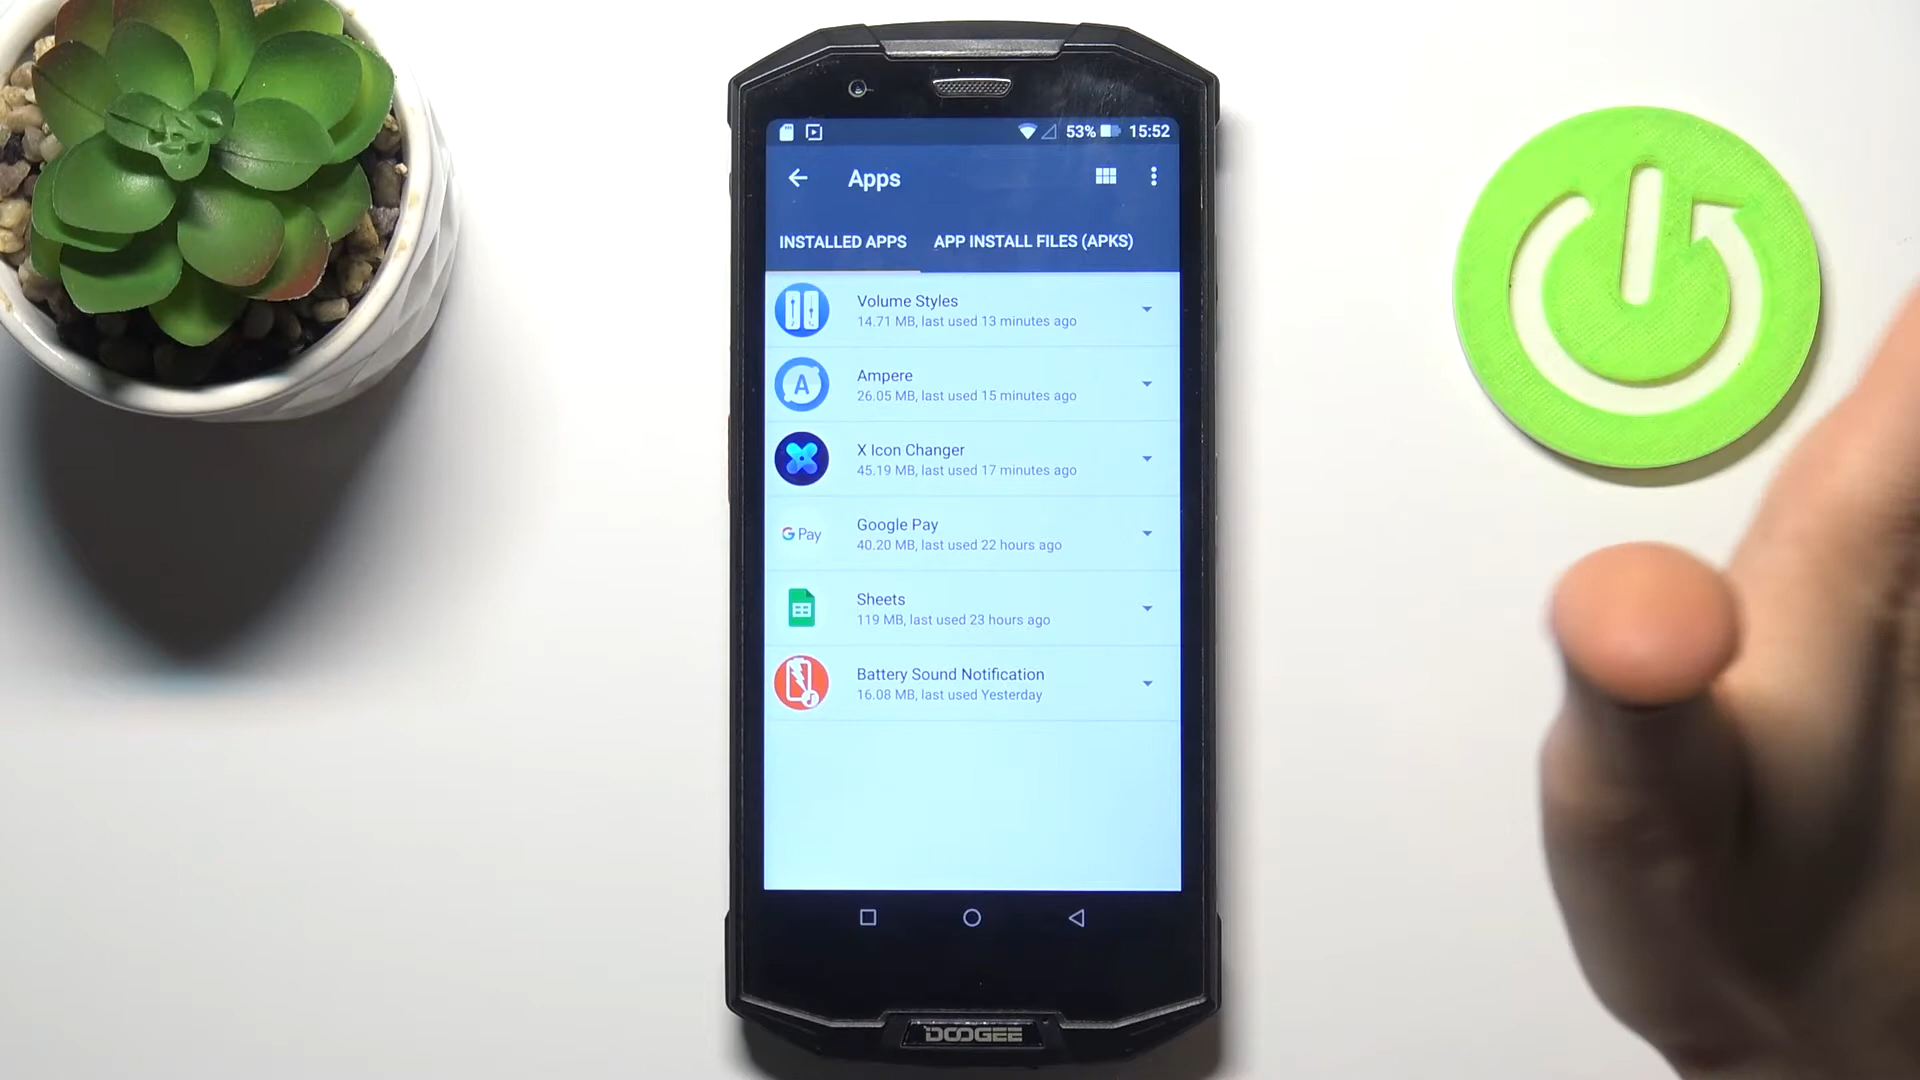 53% 15:52
Apps
INSTALLED APPS APP INSTALL FILES (APKS)
Volume Styles
14.71 MB, last used 13 minutes ago
A
Ampere
26.05 MB, last used 15 minutes ago
X Icon Changer
45.19 MB, last used 17 minutes ago
G Pay
Google Pay
40.20 MB, last used 22 hours ago
Sheets
119 MB, last used 23 hours ago
Battery Sound Notification
16.08 MB, last used Yesterday
DOOGEE